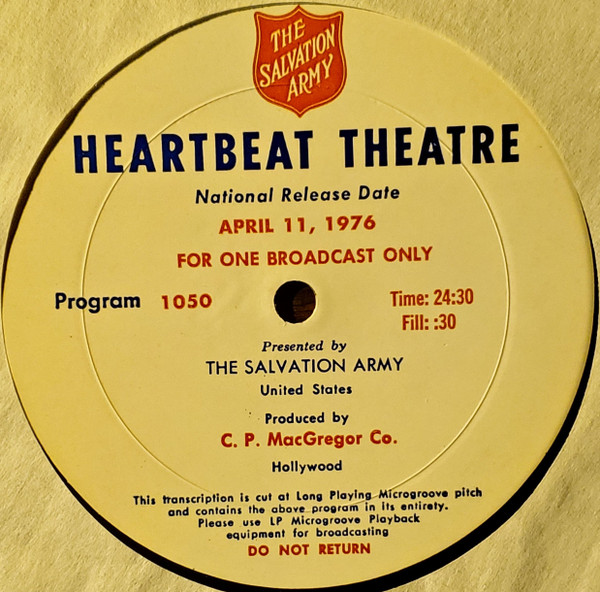 THE
SALVATION
ARMY
HEARTBEAT THEATRE
National Release Date
APRIL 11, 1976
FOR ONE BROADCAST ONLY
Program 1050
Time: 24:30
Fill: :30
Presented by
THE SALVATION ARMY
United States
Produced by
C. P. MacGregor Co.
Hollywood
This transcription is cut at Long Playing Microgroove pitch
and contains the above program in its entirety.
Please use LP Microgroove Playback
equipment for broadcasting
DO NOT RETURN